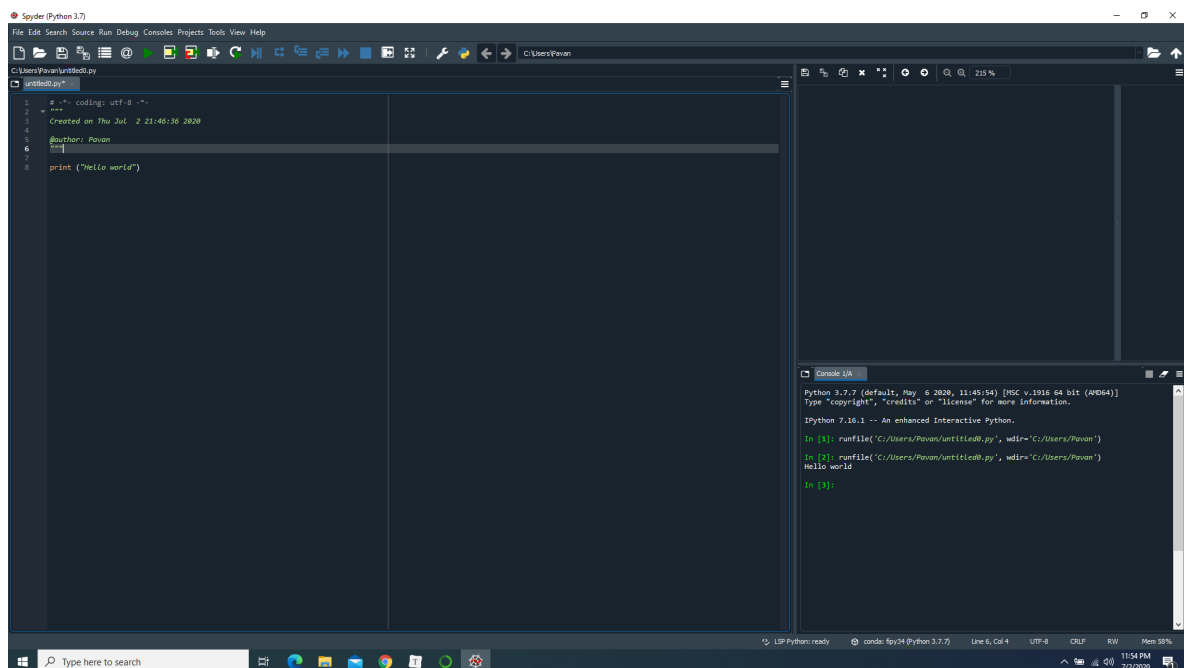 Spyder (Python 3.7)
File Edit Search Source Run Debug Consoles Projects Tools View Help
C:\Users\Pavan
C:\Users\Pavan\untitled0.py
untitled0.py*
215 %
1 # -*- coding: utf-8 -*-
2 """
3 Created on Thu Jul  2 21:46:36 2020
4
5 @author: Pavan
6 """
7
8 print ("Hello world")
Console 1/A
Python 3.7.7 (default, May  6 2020, 11:45:54) [MSC v.1916 64 bit (AMD64)]
Type "copyright", "credits" or "license" for more information.
IPython 7.16.1 -- An enhanced Interactive Python.
In [1]: runfile('C:/Users/Pavan/untitled0.py', wdir='C:/Users/Pavan')
In [2]: runfile('C:/Users/Pavan/untitled0.py', wdir='C:/Users/Pavan')
Hello world
In [3]:
LSP Python: ready conda: fipy34 (Python 3.7.7) Line 6, Col 4 UTF-8 CRLF RW Mem 58%
Type here to search
11:54 PM
7/2/2020